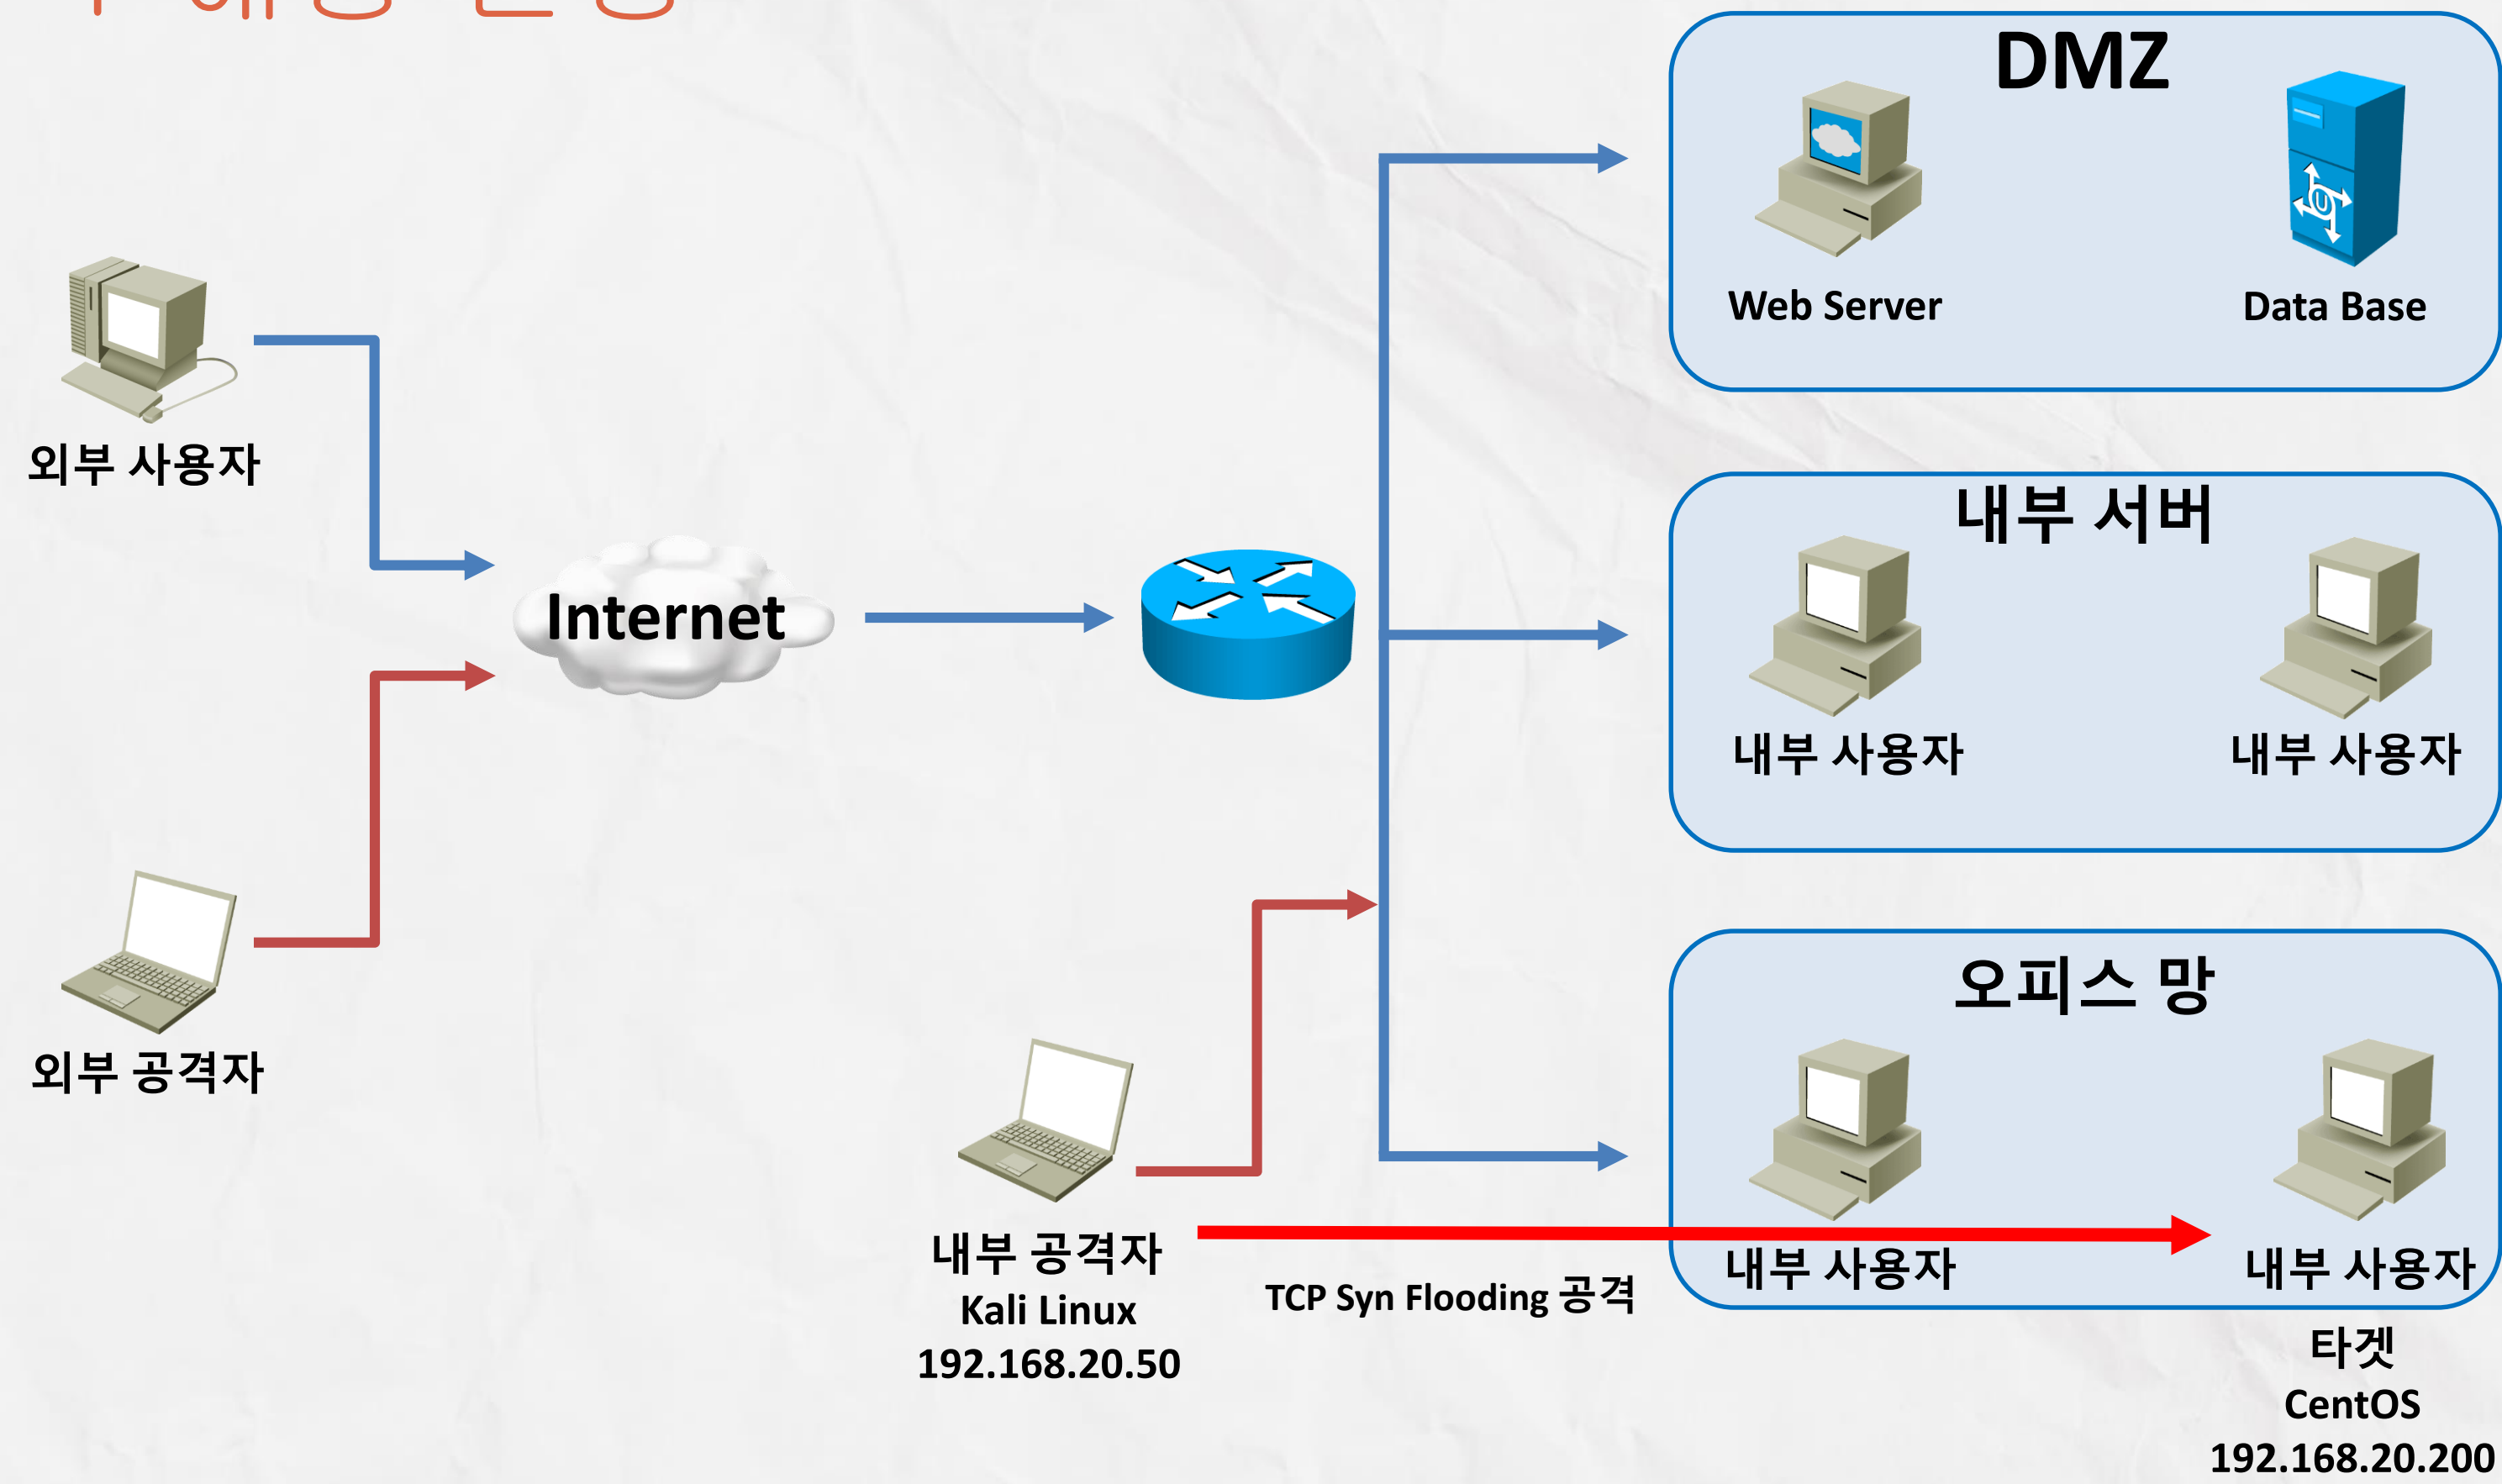 DMZ
Web Server
Data Base
외부 사용자
내부 서버
Internet
내부 사용자
내부 사용자
오피스 망
외부 공격자
내부 공격자
Kali Linux
192.168.20.50
TCP Syn Flooding 공격
내부 사용자
내부 사용자
타겟
CentOS
192.168.20.200